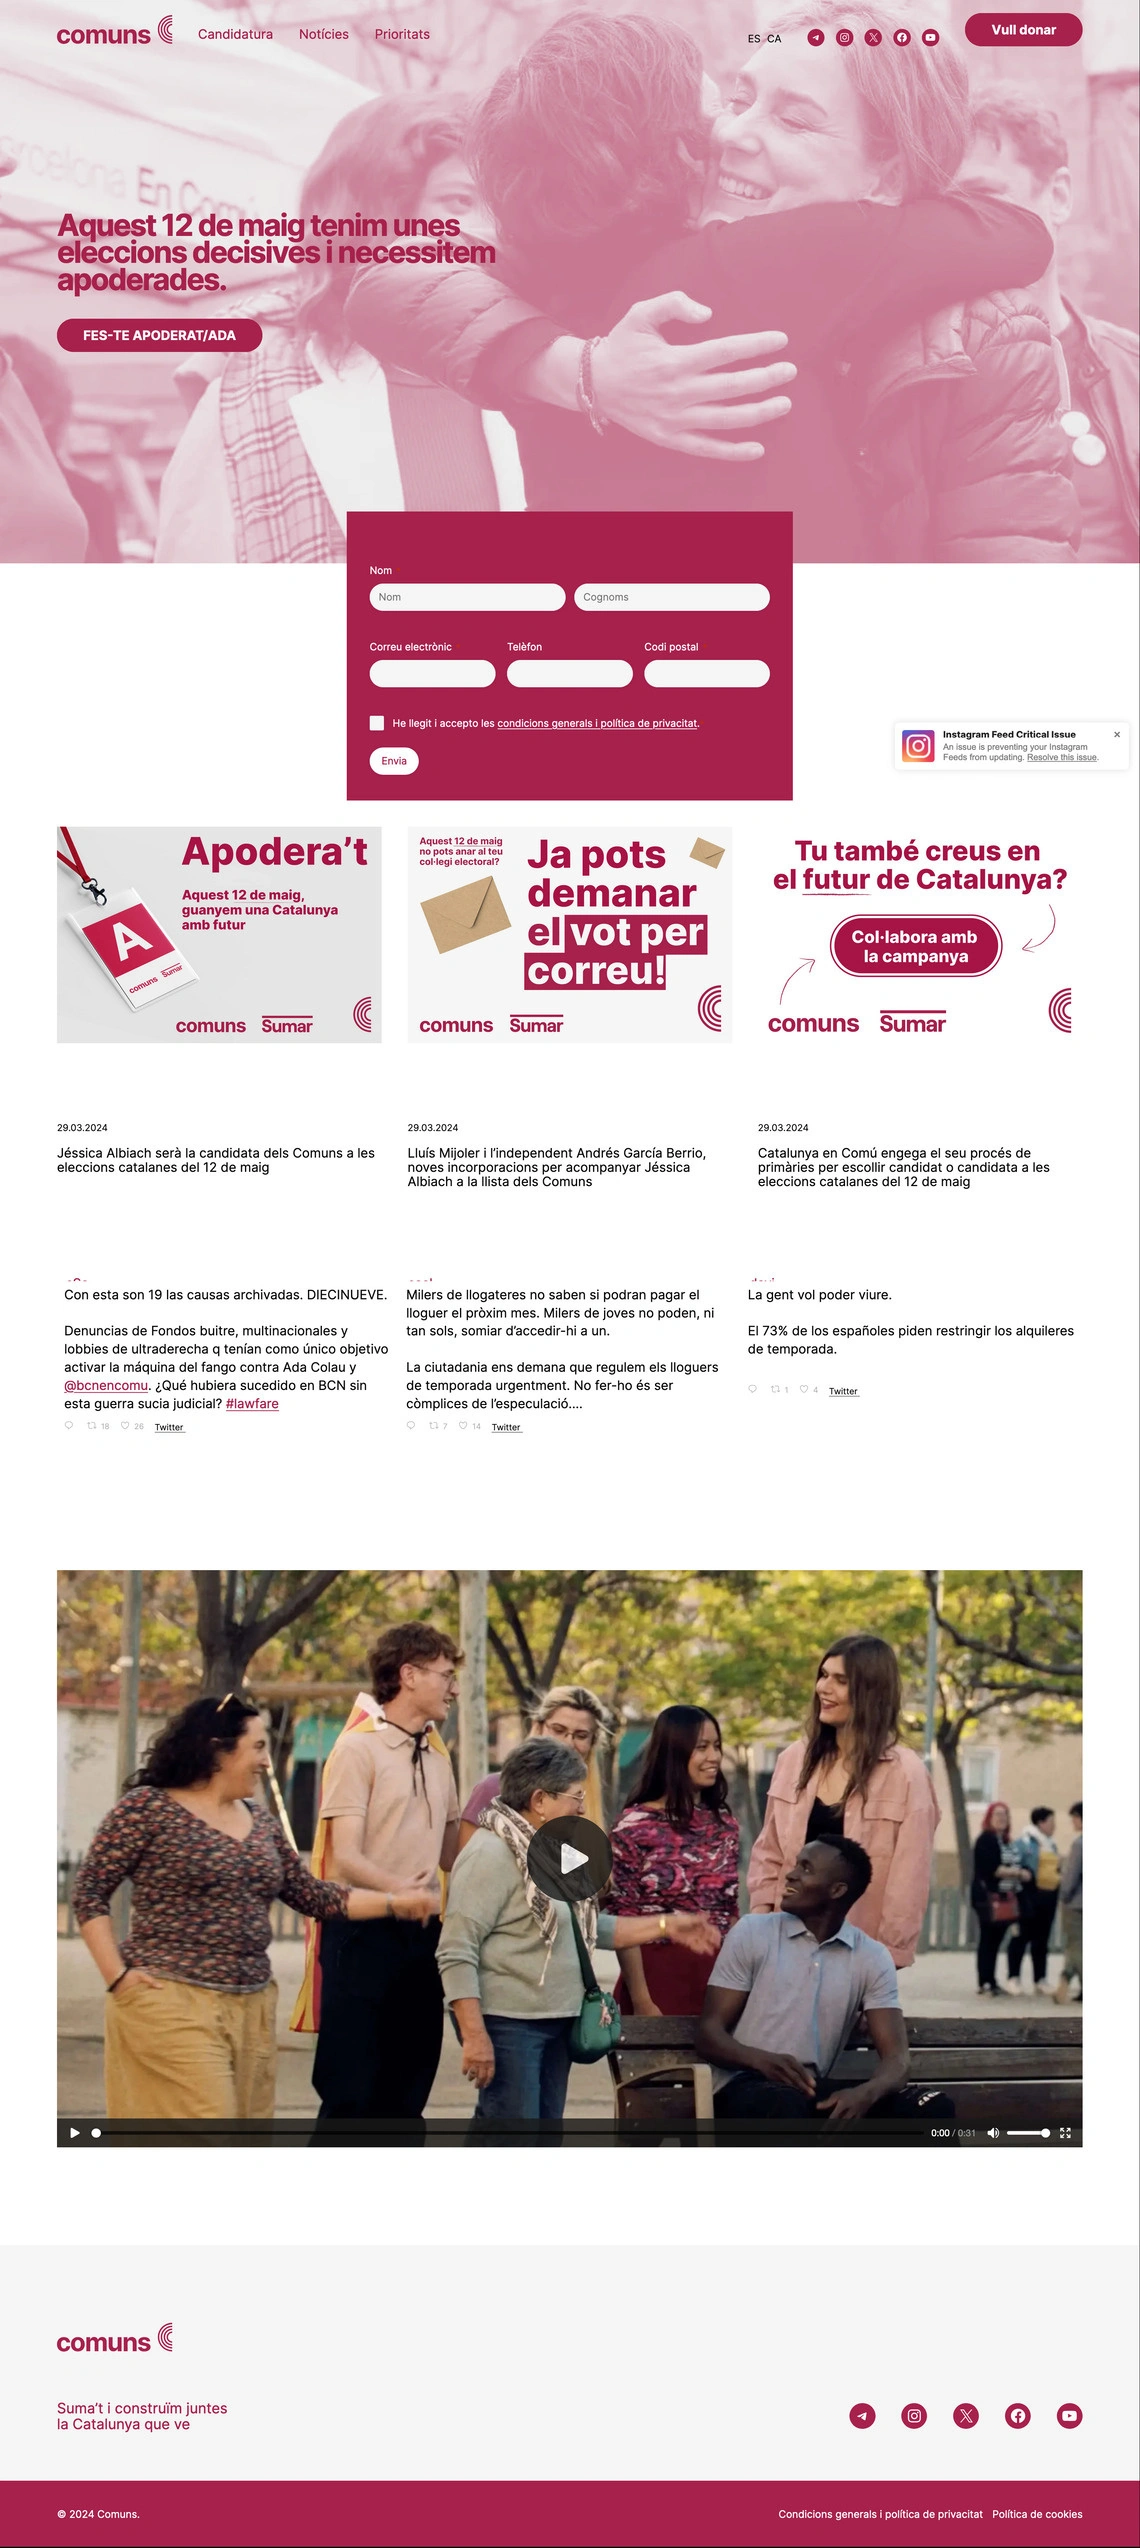 comuns
Candidatura
Notícies
Prioritats
ES CA
Vull donar
Barcelona En Comú
Aquest 12 de maig tenim unes
eleccions decisives i necessitem
apoderades.
FES-TE APODERAT/ADA
Nom
Nom
Cognoms
Correu electrònic
Telèfon
Codi postal
He llegit i accepto les condicions generals i política de privacitat.
Envia
Instagram Feed Critical Issue
An issue is preventing your Instagram
Feeds from updating. Resolve this issue.
Apodera't
Aquest 12 de maig,
guanyem una Catalunya
amb futur
A
comuns Sumar
comuns Sumar
Aquest 12 de maig
no pots anar al teu
col·legi electoral?
Ja pots
demanar
el vot per
correu!
comuns Sumar
Tu també creus en
el futur de Catalunya?
Col·labora amb
la campanya
comuns Sumar
29.03.2024
Jéssica Albiach serà la candidata dels Comuns a les
eleccions catalanes del 12 de maig
29.03.2024
Lluís Mijoler i l'independent Andrés García Berrio,
noves incorporacions per acompanyar Jéssica
Albiach a la llista dels Comuns
29.03.2024
Catalunya en Comú engega el seu procés de
primàries per escollir candidat o candidata a les
eleccions catalanes del 12 de maig
Con esta son 19 las causas archivadas. DIECINUEVE.
Denuncias de Fondos buitre, multinacionales y
lobbies de ultraderecha q tenían como único objetivo
activar la máquina del fango contra Ada Colau y
@bcnencomu. ¿Qué hubiera sucedido en BCN sin
esta guerra sucia judicial? #lawfare
18 26 Twitter
Milers de llogateres no saben si podran pagar el
lloguer el pròxim mes. Milers de joves no poden, ni
tan sols, somiar d'accedir-hi a un.
La ciutadania ens demana que regulem els lloguers
de temporada urgentment. No fer-ho és ser
còmplices de l'especulació....
7 14 Twitter
La gent vol poder viure.
El 73% de los españoles piden restringir los alquileres
de temporada.
1 4 Twitter
0:00 / 0:31
comuns
Suma't i construïm juntes
la Catalunya que ve
© 2024 Comuns.
Condicions generals i política de privacitat
Política de cookies